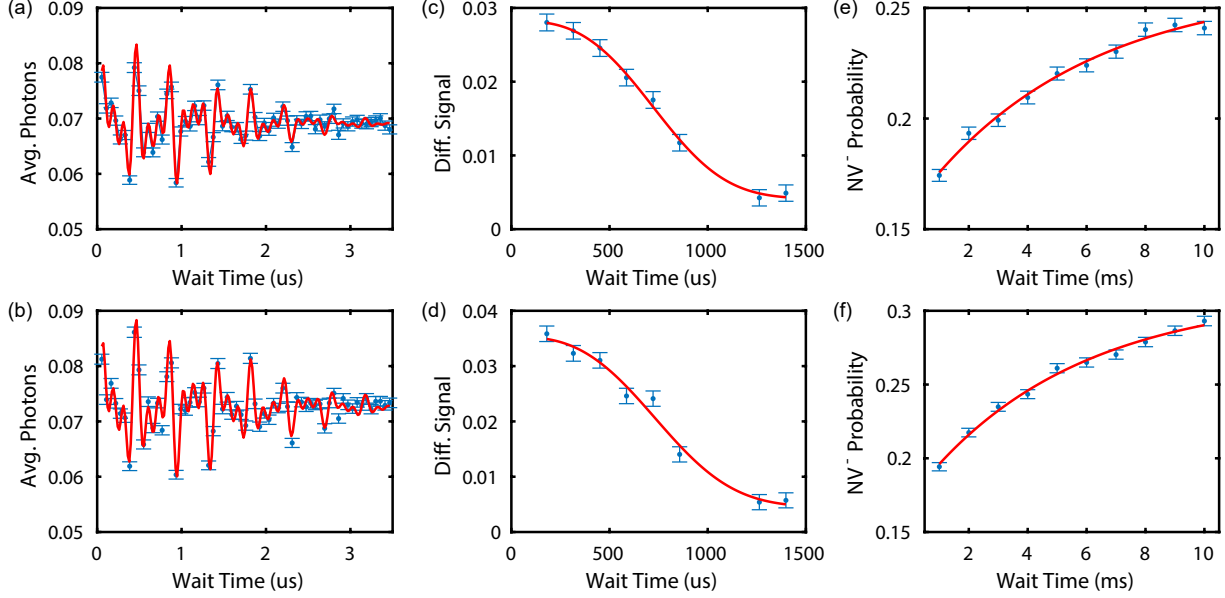 (a)
0.09
0.08
0.07
0.06
0.05
Avg. Photons
0
1
2
3
Wait Time (us)
(c)
0.03
0.02
0.01
0
Diff. Signal
0
500
1000
1500
Wait Time (us)
(e)
0.25
0.2
0.15
NV⁻ Probability
2
4
6
8
10
Wait Time (ms)
(b)
0.09
0.08
0.07
0.06
0.05
Avg. Photons
0
1
2
3
Wait Time (us)
(d)
0.04
0.03
0.02
0.01
0
Diff. Signal
0
500
1000
1500
Wait Time (us)
(f)
0.3
0.25
0.2
0.15
NV⁻ Probability
2
4
6
8
10
Wait Time (ms)